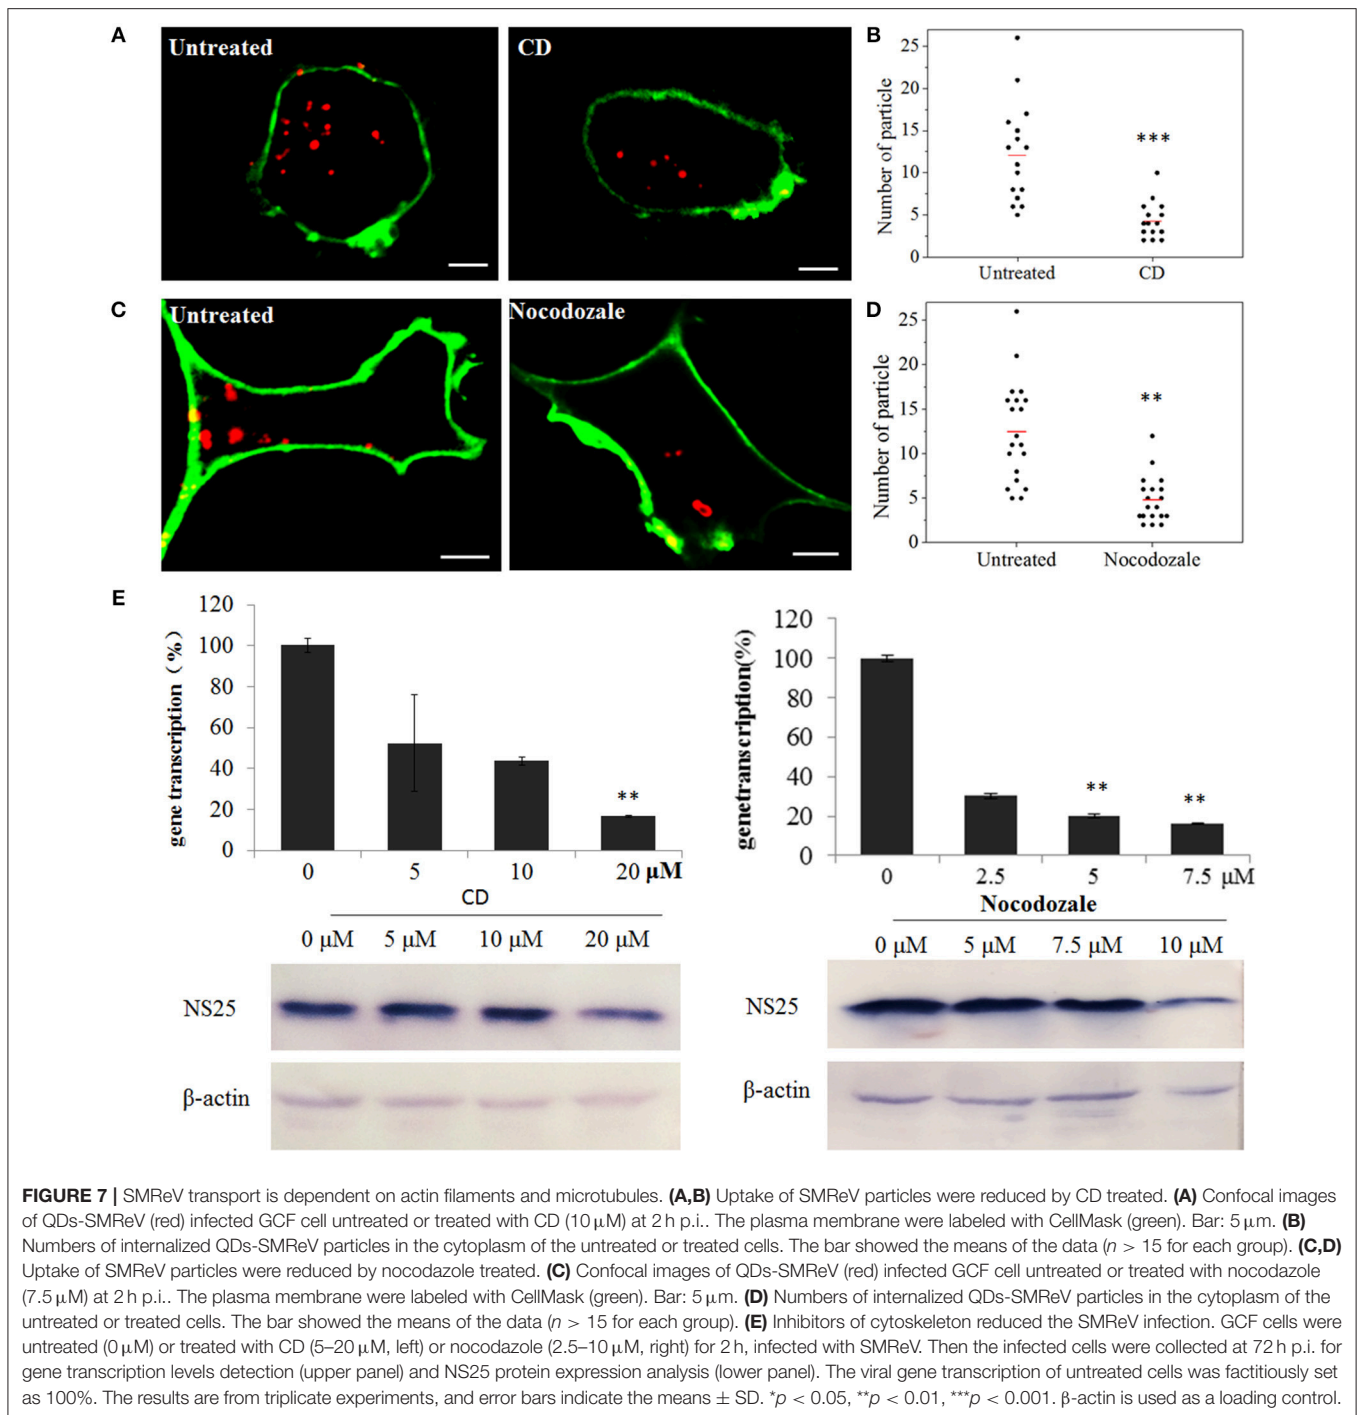 A
Untreated
CD
B
25
20
15
10
5
0
Number of particle
***
Untreated
CD
C
Untreated
Nocodozale
D
25
20
15
10
5
0
Number of particle
**
Untreated
Nocodozale
E
120
100
80
60
40
20
0
gene transcription (%)
**
0 5 10 20 μM
CD
0 μM 5 μM 10 μM 20 μM
NS25
β-actin
120
100
80
60
40
20
0
genetranscription(%)
** **
0 2.5 5 7.5 μM
Nocodozale
0 μM 5 μM 7.5 μM 10 μM
NS25
β-actin
FIGURE 7 | SMReV transport is dependent on actin filaments and microtubules. (A,B) Uptake of SMReV particles were reduced by CD treated. (A) Confocal images
of QDs-SMReV (red) infected GCF cell untreated or treated with CD (10 μM) at 2 h p.i.. The plasma membrane were labeled with CellMask (green). Bar: 5 μm. (B)
Numbers of internalized QDs-SMReV particles in the cytoplasm of the untreated or treated cells. The bar showed the means of the data (n > 15 for each group). (C,D)
Uptake of SMReV particles were reduced by nocodazole treated. (C) Confocal images of QDs-SMReV (red) infected GCF cell untreated or treated with nocodazole
(7.5 μM) at 2 h p.i.. The plasma membrane were labeled with CellMask (green). Bar: 5 μm. (D) Numbers of internalized QDs-SMReV particles in the cytoplasm of the
untreated or treated cells. The bar showed the means of the data (n > 15 for each group). (E) Inhibitors of cytoskeleton reduced the SMReV infection. GCF cells were
untreated (0 μM) or treated with CD (5–20 μM, left) or nocodazole (2.5–10 μM, right) for 2 h, infected with SMReV. Then the infected cells were collected at 72 h p.i. for
gene transcription levels detection (upper panel) and NS25 protein expression analysis (lower panel). The viral gene transcription of untreated cells was factitiously set
as 100%. The results are from triplicate experiments, and error bars indicate the means ± SD. *p < 0.05, **p < 0.01, ***p < 0.001. β-actin is used as a loading control.